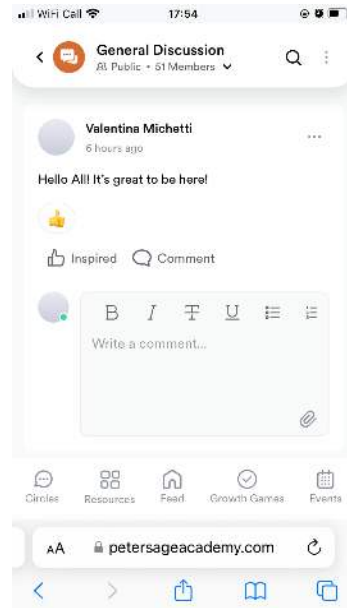 WiFi Call 17:54
General Discussion
Public • 51 Members
Valentina Michetti
6 hours ago
Hello All! It's great to be here!
Inspired Comment
B I T U
Write a comment...
Circles Resources Feed Growth Games Events
AA petersageacademy.com